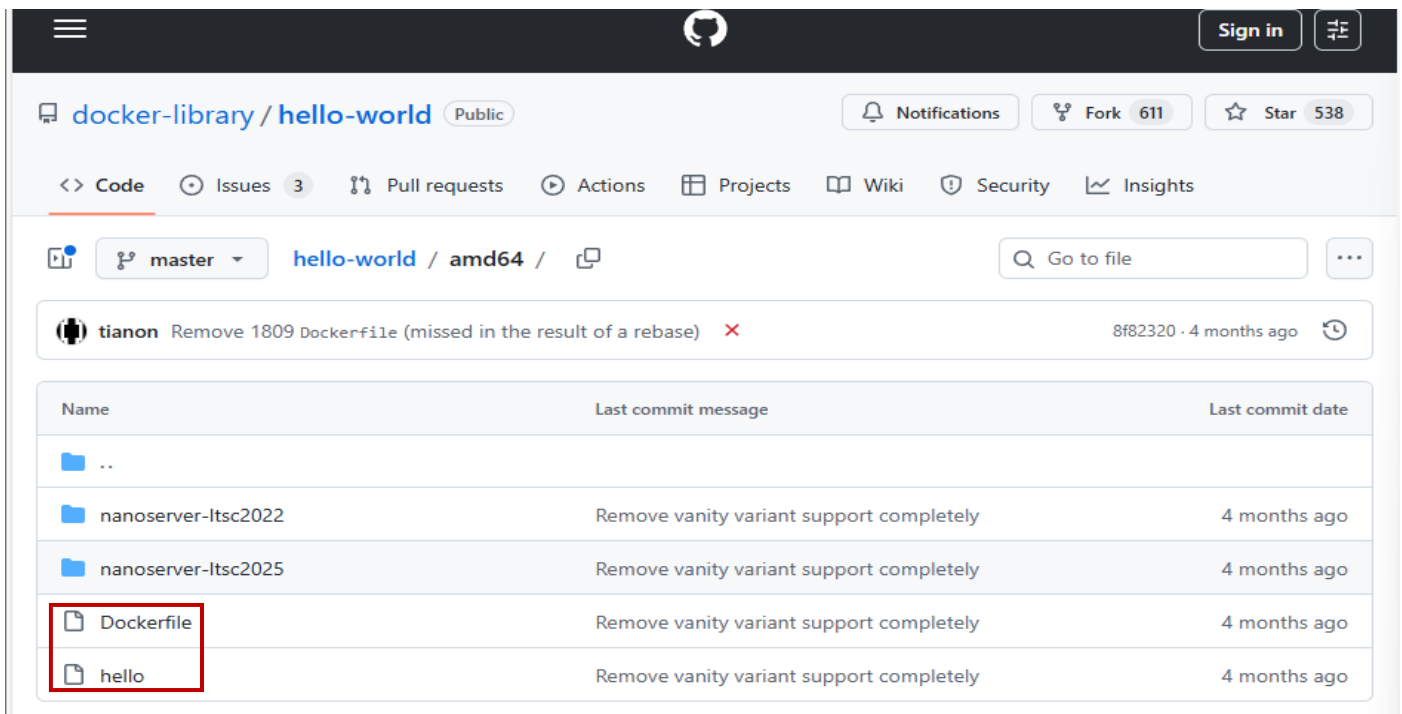 Sign in
docker-library / hello-world Public
Notifications Fork 611 Star 538
Code Issues 3 Pull requests Actions Projects Wiki Security Insights
master hello-world / amd64 / Go to file ...
tianon Remove 1809 Dockerfile (missed in the result of a rebase) 8f82320 · 4 months ago
Name Last commit message Last commit date
..
nanoserver-ltsc2022 Remove vanity variant support completely 4 months ago
nanoserver-ltsc2025 Remove vanity variant support completely 4 months ago
Dockerfile Remove vanity variant support completely 4 months ago
hello Remove vanity variant support completely 4 months ago